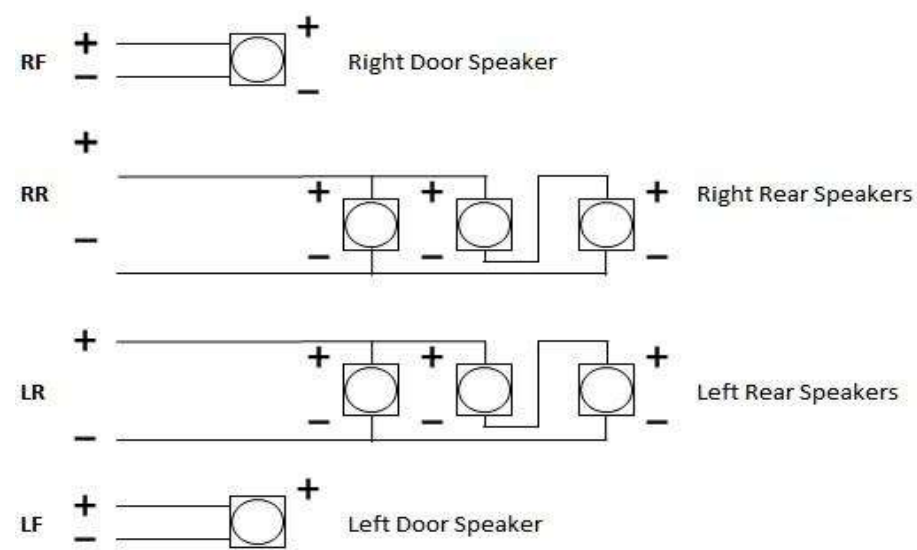 RF + − + − Right Door Speaker
+
RR + − + − + − Right Rear Speakers
−
+
LR + − + − + − Left Rear Speakers
−
LF + − + Left Door Speaker